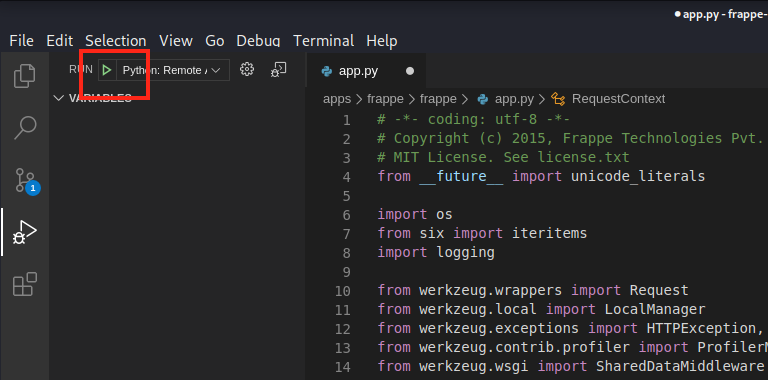 ● app.py - frappe-
File Edit Selection View Go Debug Terminal Help
RUN Python: Remote
VARIABLES
1
app.py ●
apps > frappe > frappe > app.py > RequestContext
1 # -*- coding: utf-8 -*-
2 # Copyright (c) 2015, Frappe Technologies Pvt.
3 # MIT License. See license.txt
4 from __future__ import unicode_literals
5
6 import os
7 from six import iteritems
8 import logging
9
10 from werkzeug.wrappers import Request
11 from werkzeug.local import LocalManager
12 from werkzeug.exceptions import HTTPException,
13 from werkzeug.contrib.profiler import ProfilerM
14 from werkzeug.wsgi import SharedDataMiddleware